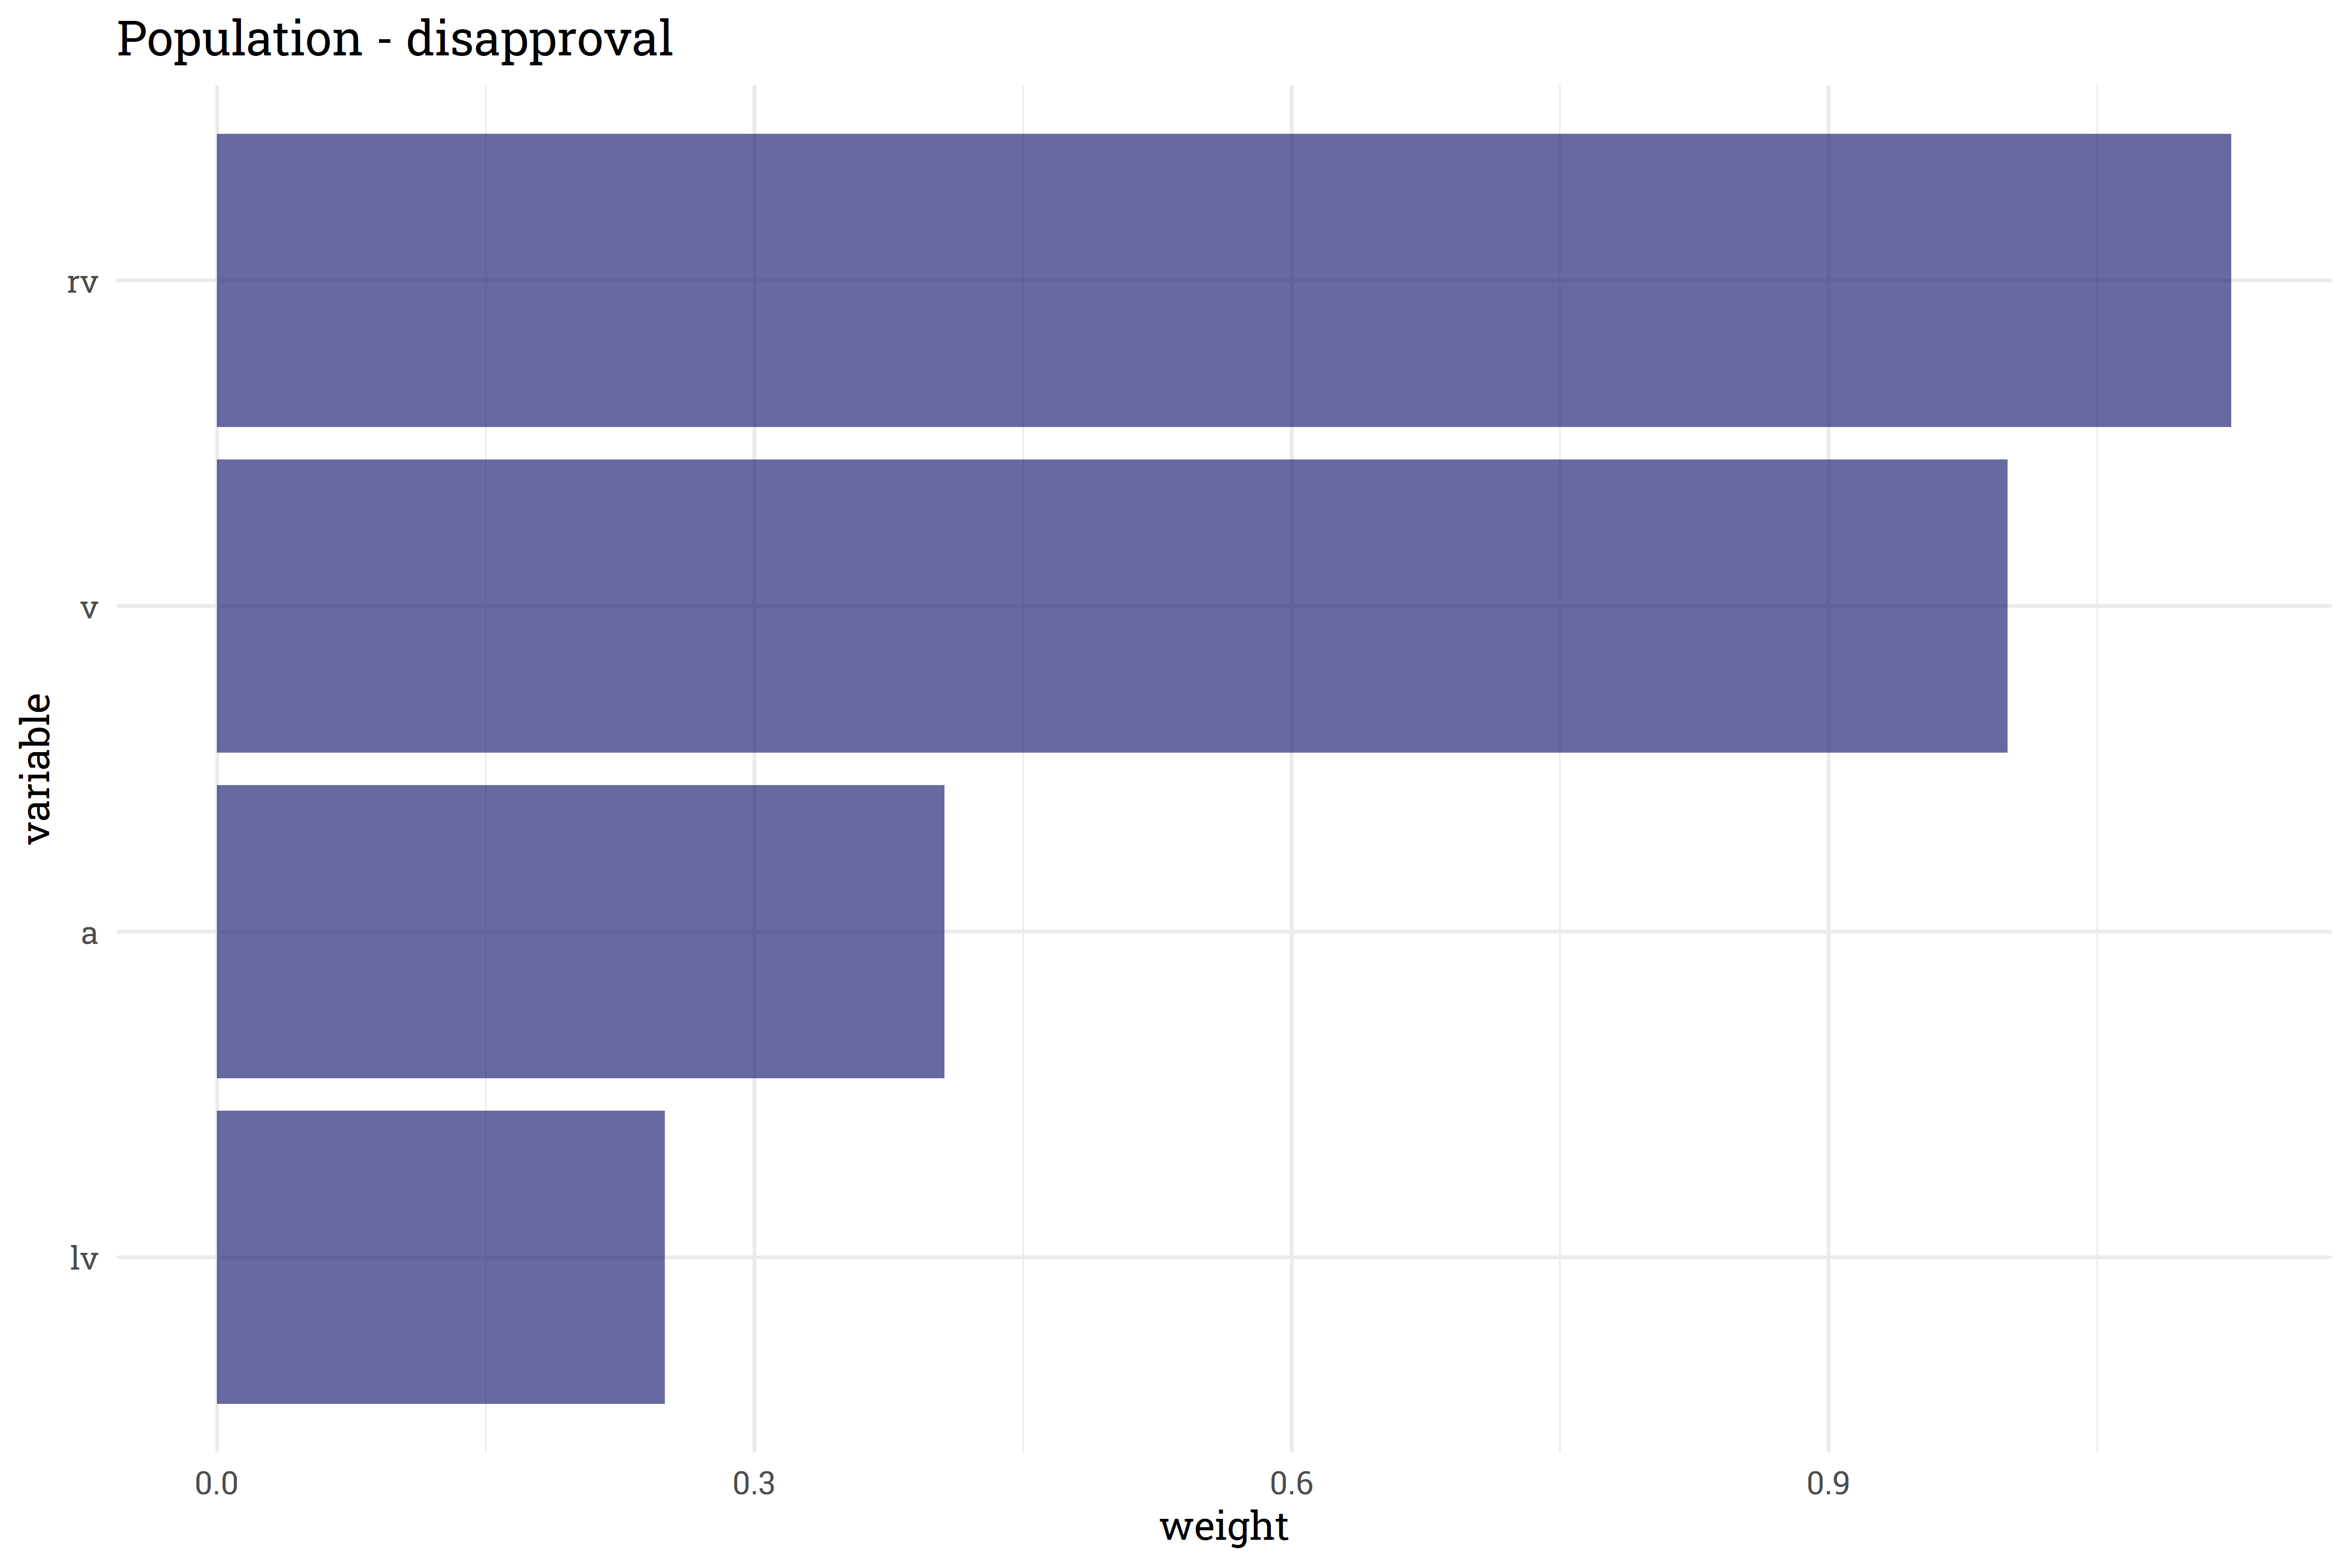 Population - disapproval
rv
v
a
lv
variable
0.0 0.3 0.6 0.9
weight